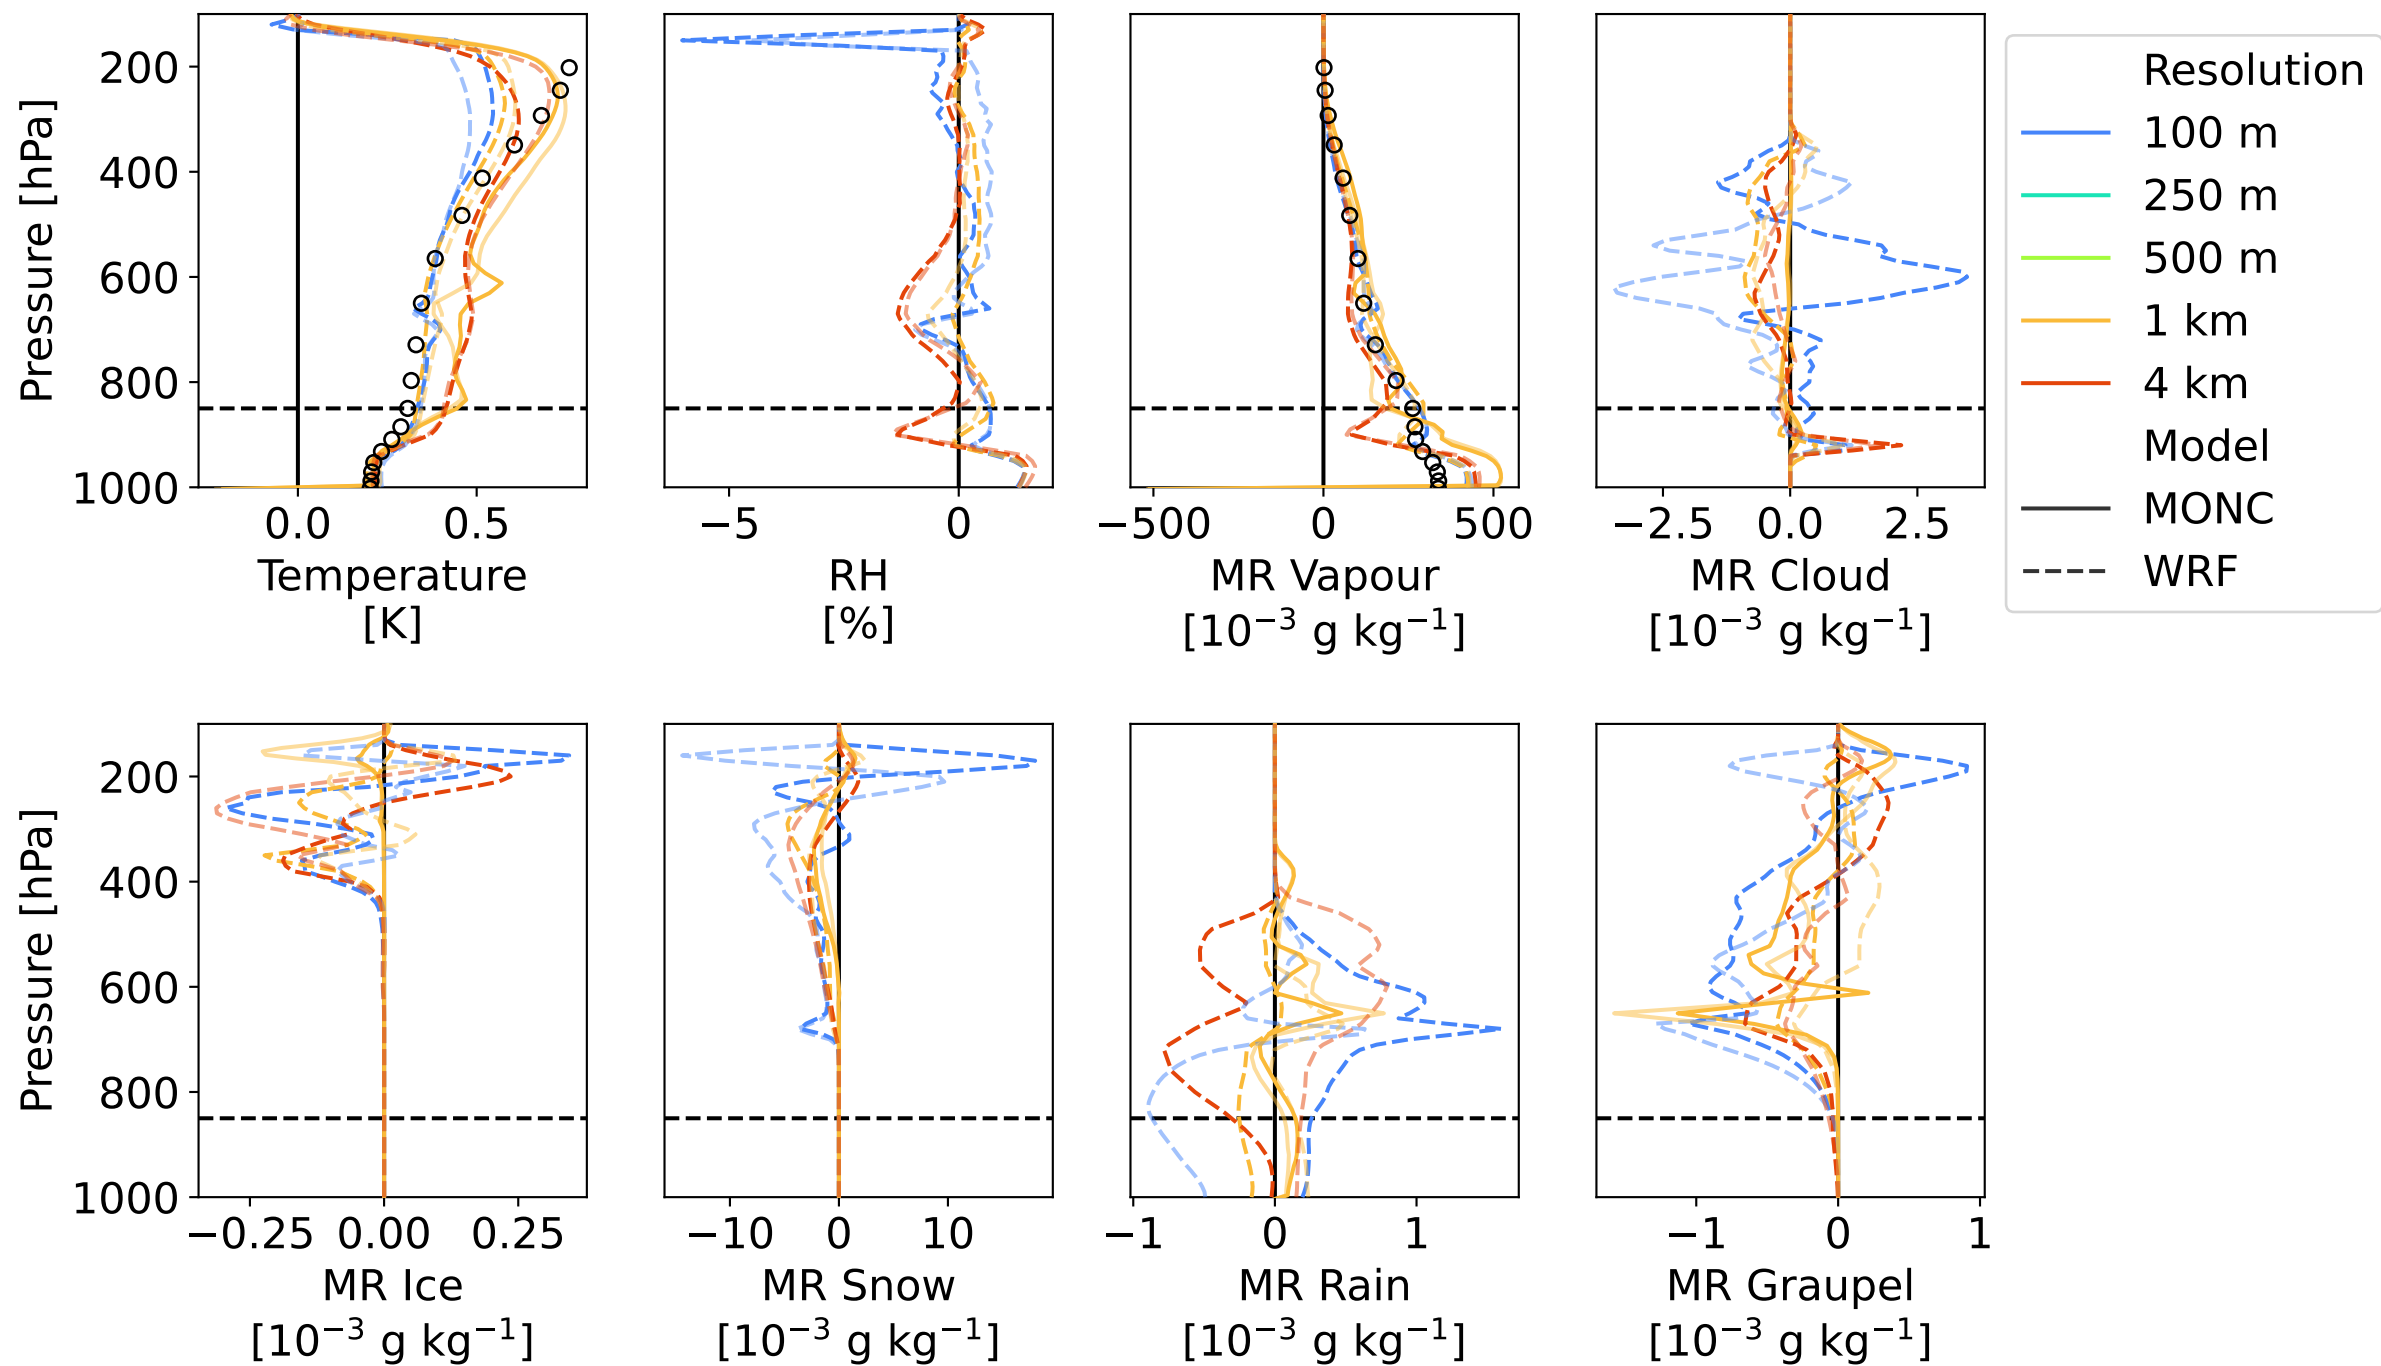 Pressure [hPa]
200
400
600
800
1000
0.0 0.5
Temperature
[K]
−5 0
RH
[%]
−500 0 500
MR Vapour
[10⁻³ g kg⁻¹]
−2.5 0.0 2.5
MR Cloud
[10⁻³ g kg⁻¹]
Resolution
100 m
250 m
500 m
1 km
4 km
Model
MONC
WRF
Pressure [hPa]
200
400
600
800
1000
−0.25 0.00 0.25
MR Ice
[10⁻³ g kg⁻¹]
−10 0 10
MR Snow
[10⁻³ g kg⁻¹]
−1 0 1
MR Rain
[10⁻³ g kg⁻¹]
−1 0 1
MR Graupel
[10⁻³ g kg⁻¹]